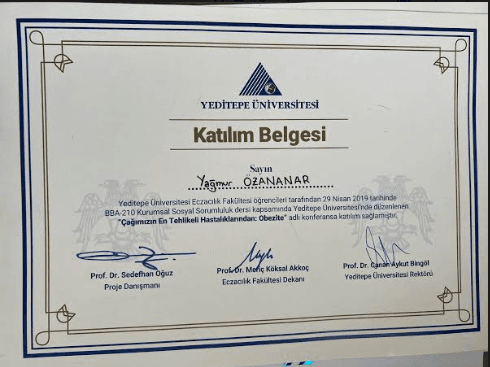 YEDİTEPE ÜNİVERSİTESİ
Katılım Belgesi
Sayın
Yağmur ÖZANANAR
Yeditepe Üniversitesi Eczacılık Fakültesi öğrencileri tarafından 29 Nisan 2019 tarihinde
BBA-210 Kurumsal Sosyal Sorumluluk dersi kapsamında Yeditepe Üniversitesi'nde düzenlenen
"Çağımızın En Tehlikeli Hastalıklarından: Obezite" adlı konferansa katılım sağlamıştır.
Prof. Dr. Sedefhan Oğuz
Proje Danışmanı
Prof. Dr. Meriç Köksal Akkoç
Eczacılık Fakültesi Dekanı
Prof. Dr. Canan Aykut Bingöl
Yeditepe Üniversitesi Rektörü